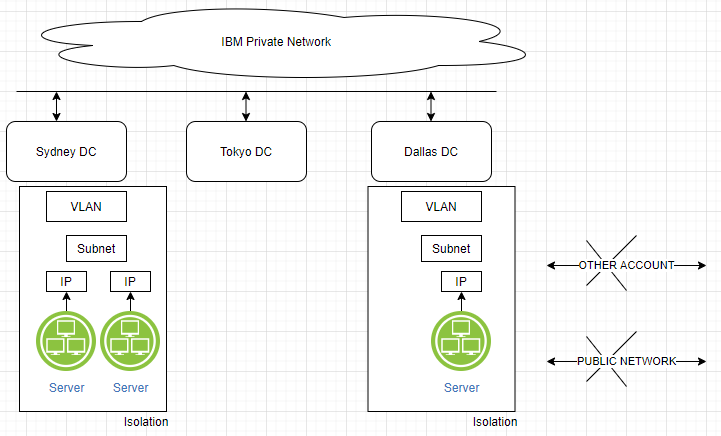 IBM Private Network
Sydney DC
Tokyo DC
Dallas DC
VLAN
VLAN
Subnet
Subnet
IP
IP
IP
OTHER ACCOUNT
PUBLIC NETWORK
Server
Server
Server
Isolation
Isolation